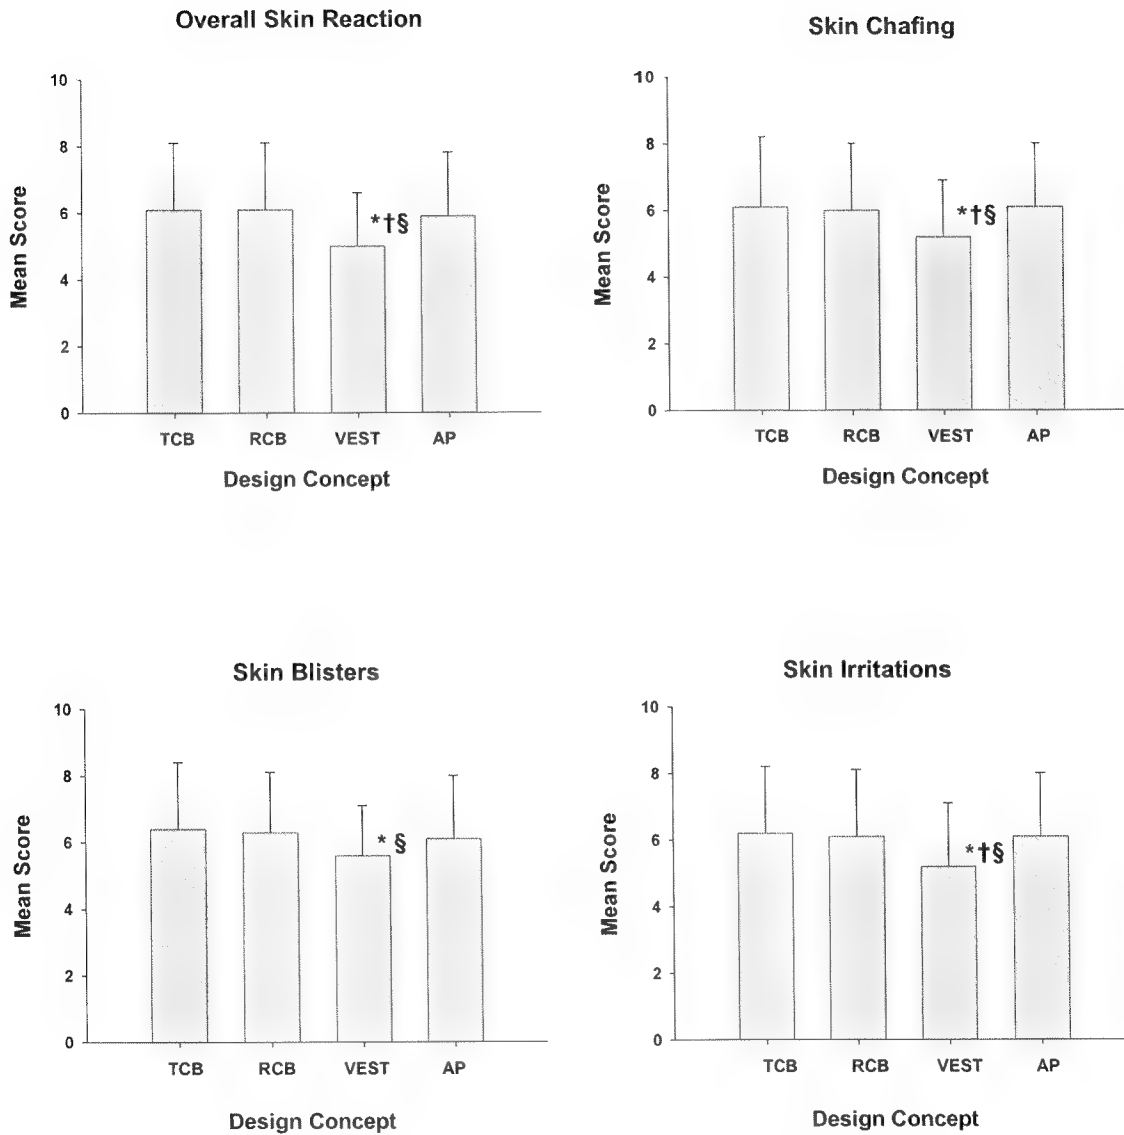 Overall Skin Reaction
10
8
6
4
2
0
Mean Score
*†§
TCB RCB VEST AP
Design Concept
Skin Chafing
10
8
6
4
2
0
Mean Score
*†§
TCB RCB VEST AP
Design Concept
Skin Blisters
10
8
6
4
2
0
Mean Score
* §
TCB RCB VEST AP
Design Concept
Skin Irritations
10
8
6
4
2
0
Mean Score
*†§
TCB RCB VEST AP
Design Concept